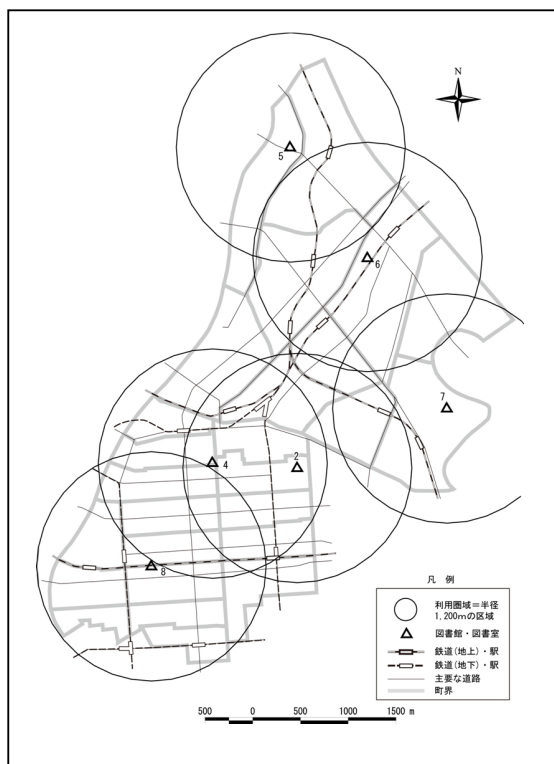 N
5
6
7
2
4
8
凡 例
利用圏域=半径
1,200mの区域
図書館・図書室
鉄道(地上)・駅
鉄道(地下)・駅
主要な道路
町界
500 0 500 1000 1500 m